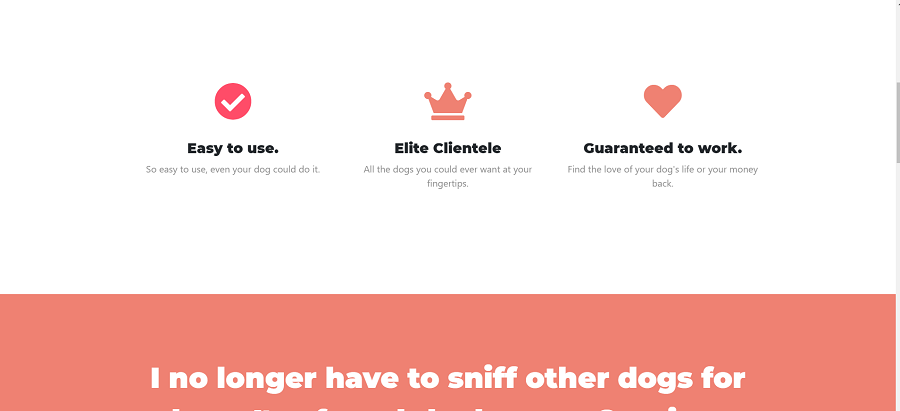 Easy to use.
So easy to use, even your dog could do it.
Elite Clientele
All the dogs you could ever want at your
fingertips.
Guaranteed to work.
Find the love of your dog's life or your money
back.
I no longer have to sniff other dogs for